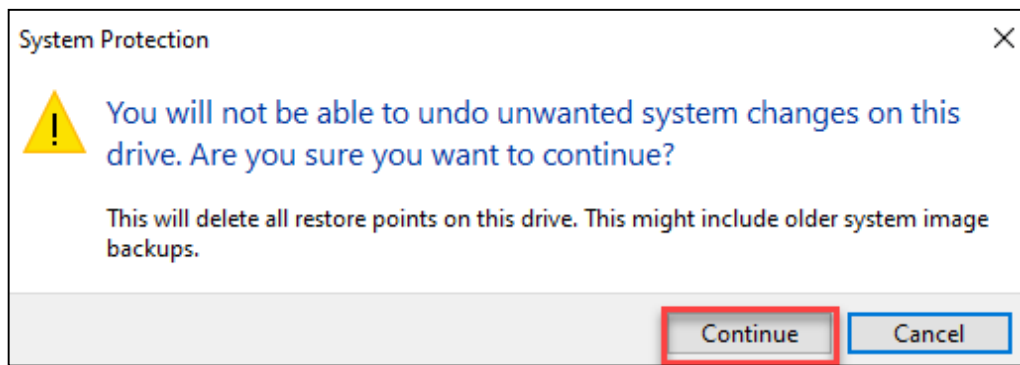 System Protection
You will not be able to undo unwanted system changes on this
drive. Are you sure you want to continue?
This will delete all restore points on this drive. This might include older system image
backups.
Continue
Cancel